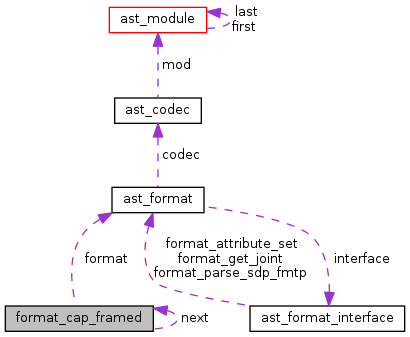 ast_module
last
first
mod
ast_codec
codec
ast_format
format
format_attribute_set
format_get_joint
format_parse_sdp_fmtp
interface
format_cap_framed
next
ast_format_interface